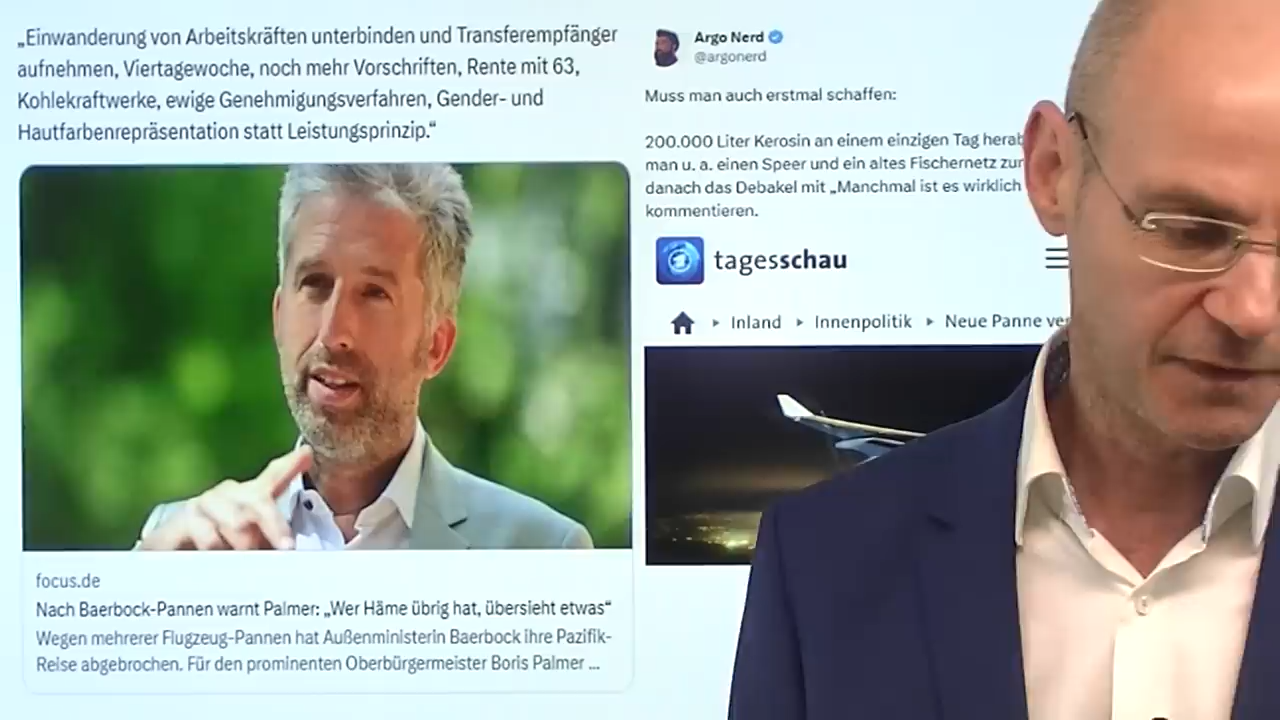 „Einwanderung von Arbeitskräften unterbinden und Transferempfänger
aufnehmen, Viertagewoche, noch mehr Vorschriften, Rente mit 63,
Kohlekraftwerke, ewige Genehmigungsverfahren, Gender- und
Hautfarbenrepräsentation statt Leistungsprinzip.“
focus.de
Nach Baerbock-Pannen warnt Palmer: „Wer Häme übrig hat, übersieht etwas“
Wegen mehrerer Flugzeug-Pannen hat Außenministerin Baerbock ihre Pazifik-
Reise abgebrochen. Für den prominenten Oberbürgermeister Boris Palmer ...
Argo Nerd
@argonerd
Muss man auch erstmal schaffen:
200.000 Liter Kerosin an einem einzigen Tag
man u. a. einen Speer und ein altes Fischernetz
danach das Debakel mit „Manchmal ist es wirklich
kommentieren.
tagesschau
Inland ▸ Innenpolitik ▸ Neue Panne